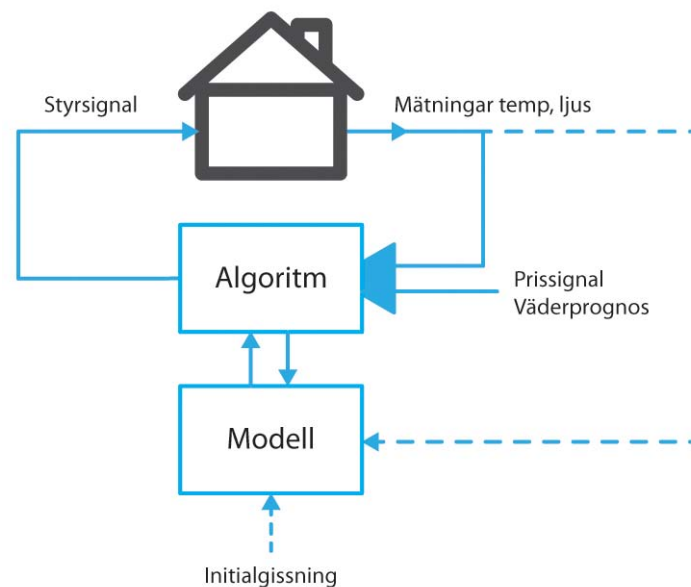 Styrsignal
Mätningar temp, ljus
Algoritm
Prissignal
Väderprognos
Modell
Initialgissning